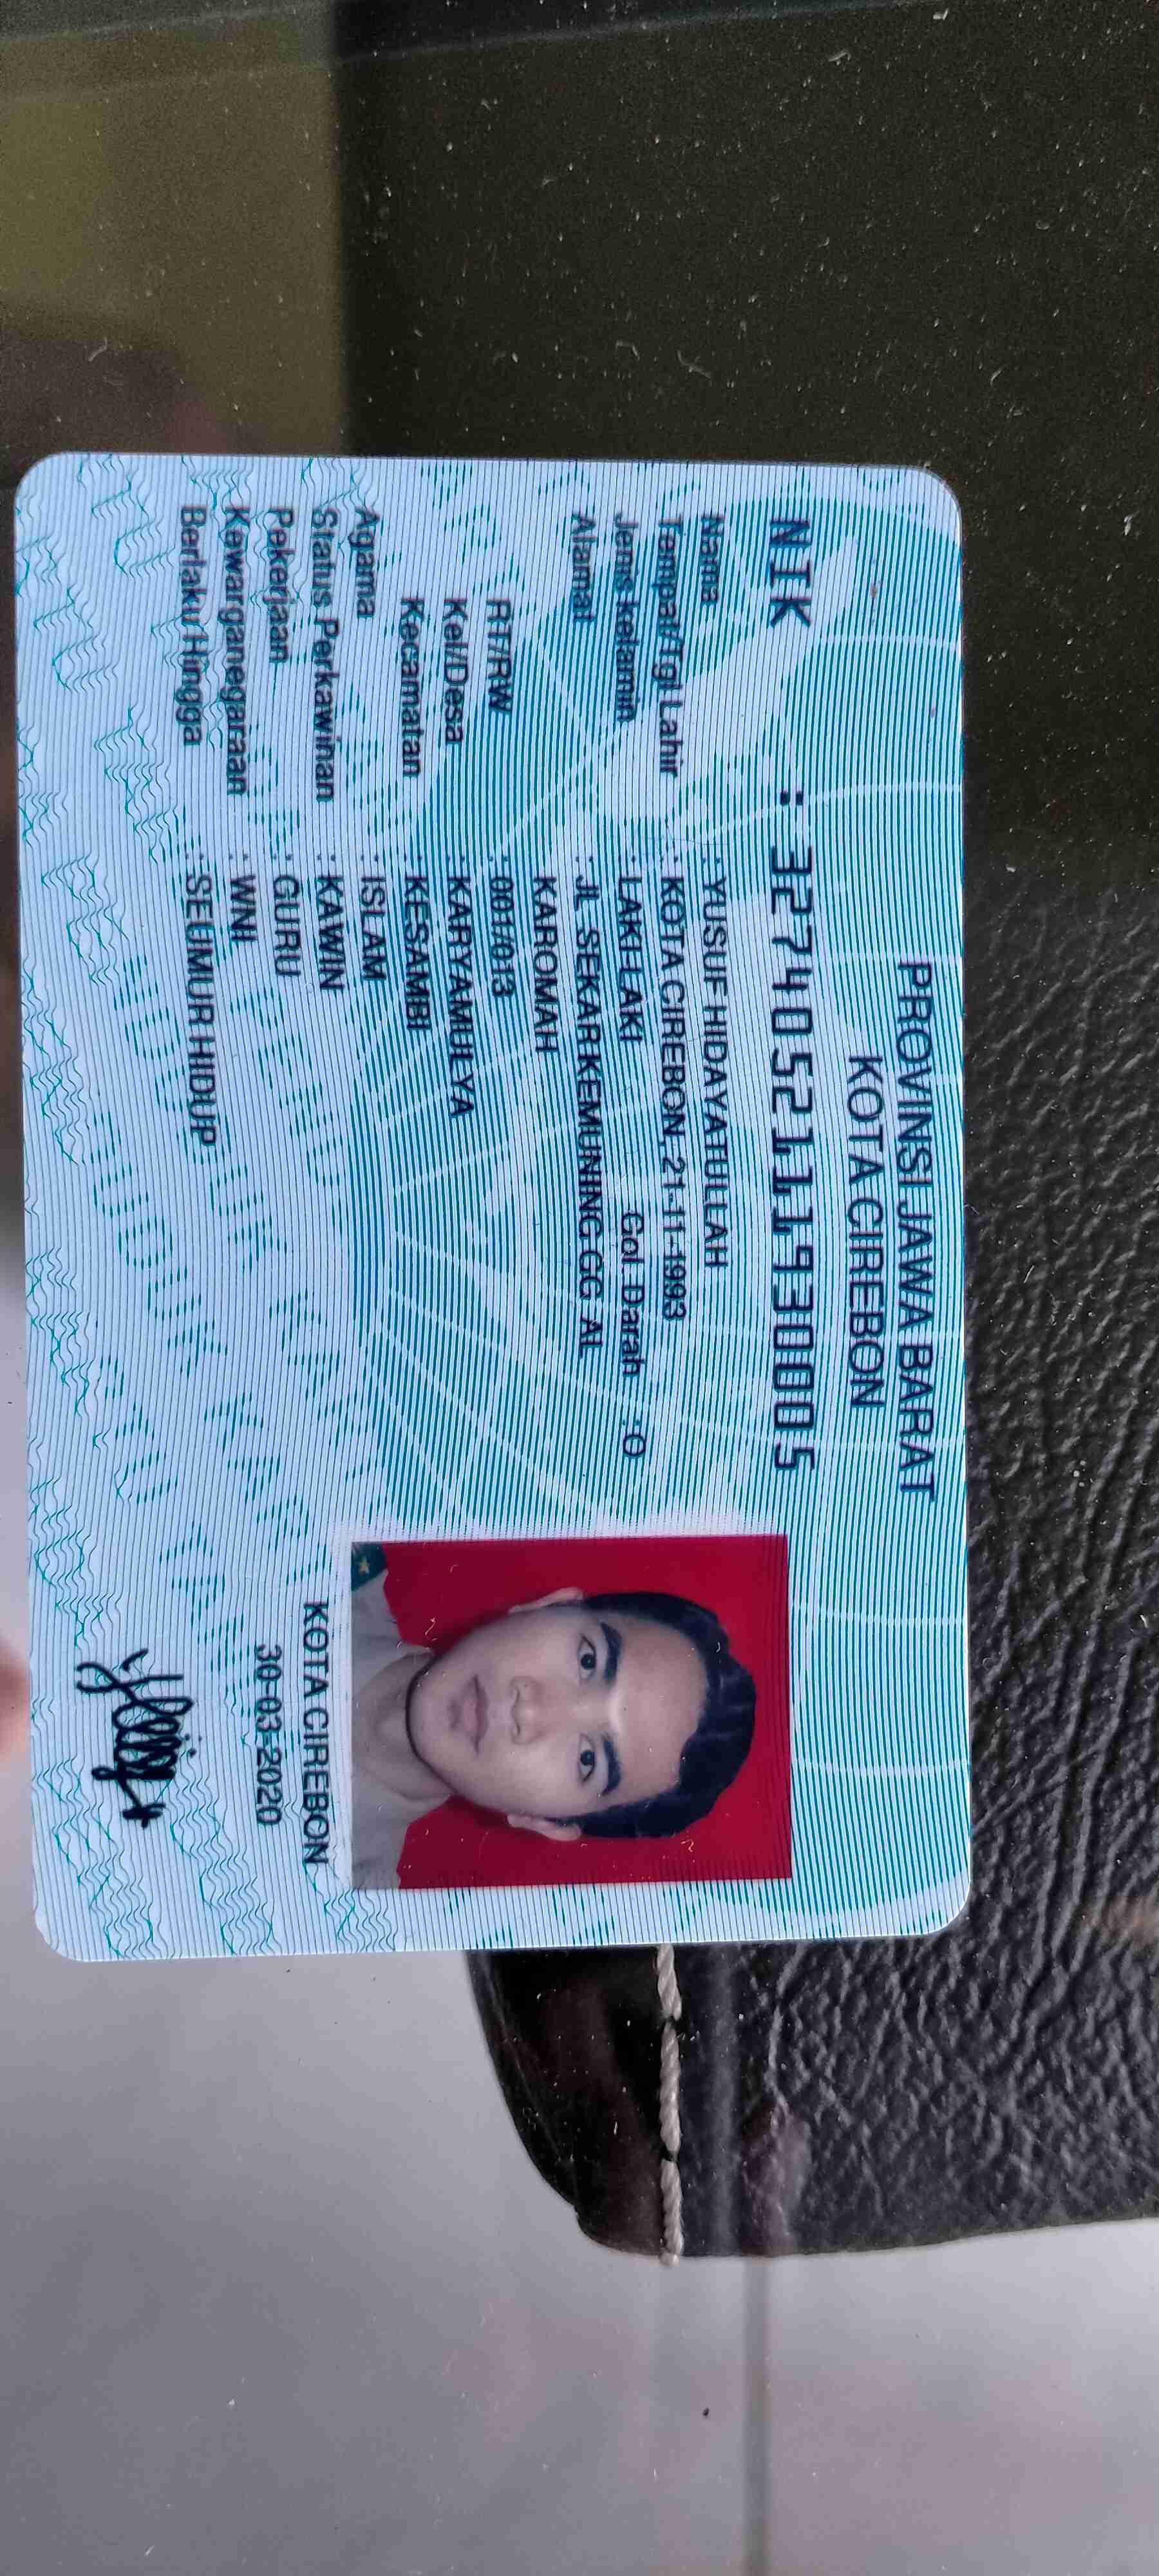 PROVINSI JAWA BARAT
KOTA CIREBON
NIK : 3274052111930005
Nama : YUSUF HIDAYATULLAH
Tempat/Tgl Lahir : KOTA CIREBON, 21-11-1993
Jenis kelamin : LAKI-LAKI Gol. Darah : O
Alamat : JL. SEKAR KEMUNING GG AL
KAROMAH
RT/RW : 001/013
Kel/Desa : KARYAMULYA
Kecamatan : KESAMBI
Agama : ISLAM
Status Perkawinan : KAWIN
Pekerjaan : GURU
Kewarganegaraan : WNI
Berlaku Hingga : SEUMUR HIDUP
KOTA CIREBON
30-03-2020